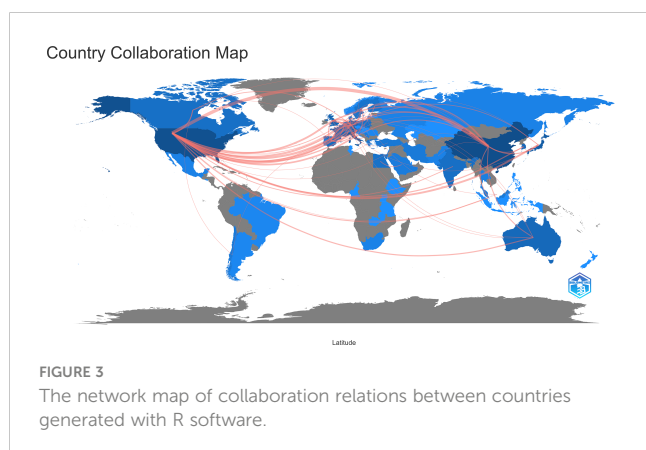 Country Collaboration Map
Latitude
FIGURE 3
The network map of collaboration relations between countries
generated with R software.